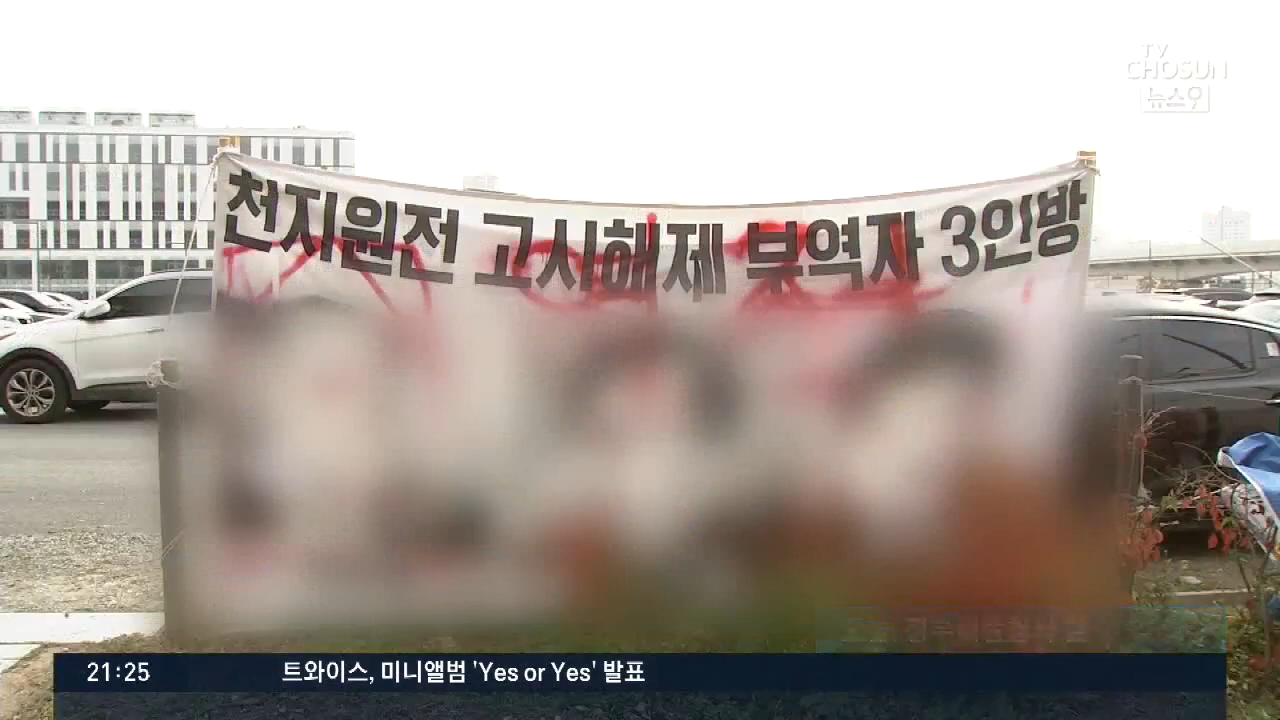 TV
CHOSUN
뉴스9
천지원전 고시해제 부역자 3인방
21:25 트와이스, 미니앨범 'Yes or Yes' 발표